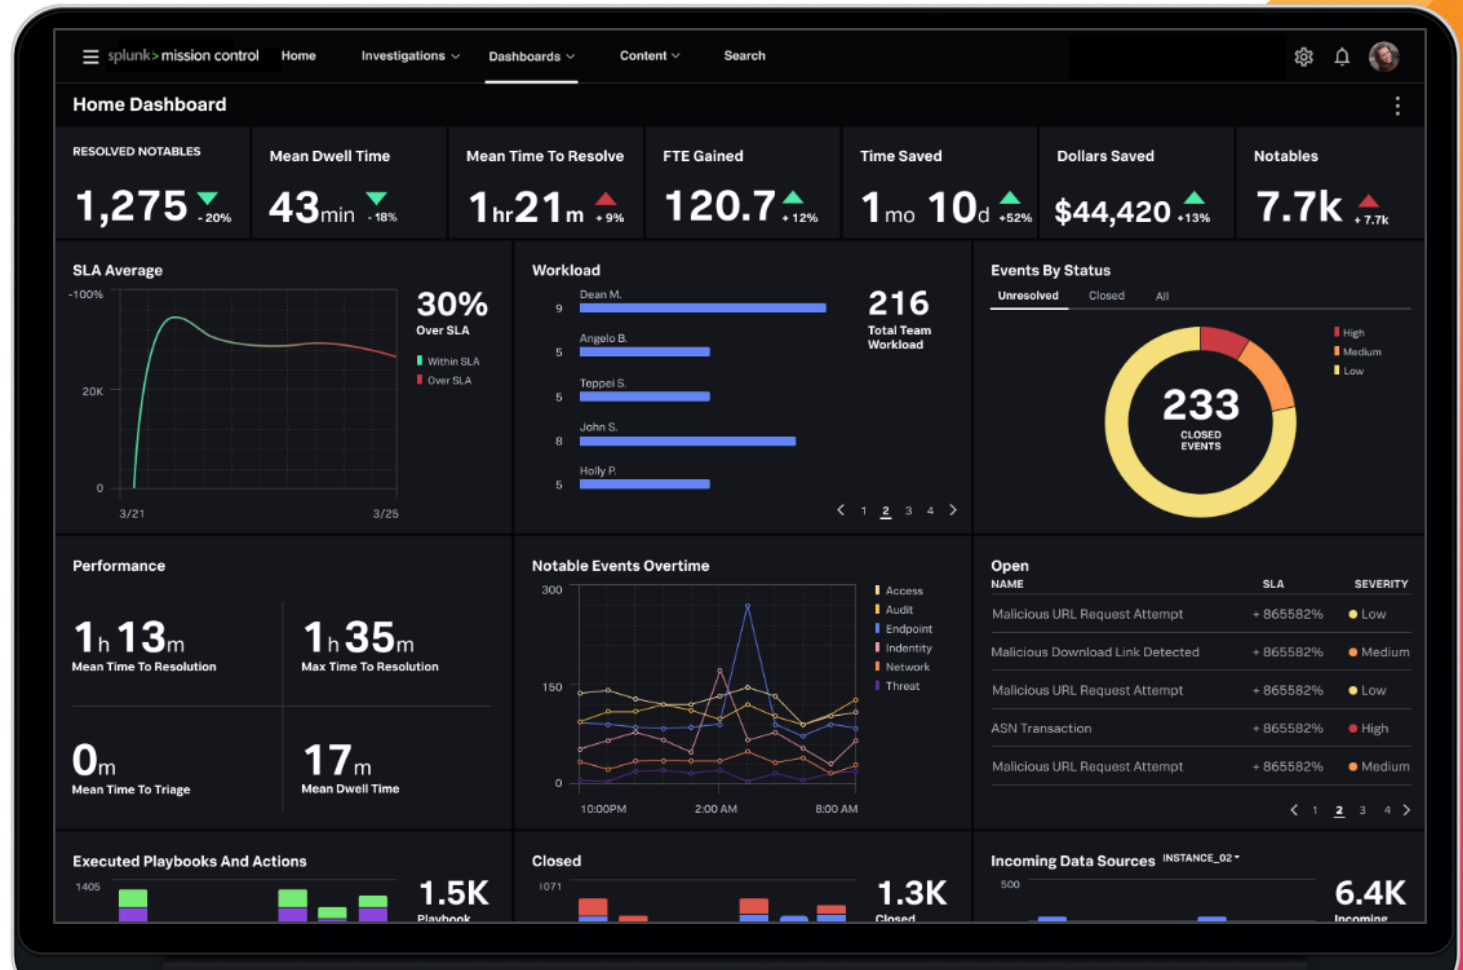 splunk> mission control Home Investigations Dashboards Content Search
Home Dashboard
RESOLVED NOTABLES
1,275 - 20%
Mean Dwell Time
43min - 18%
Mean Time To Resolve
1hr21m + 9%
FTE Gained
120.7 + 12%
Time Saved
1mo 10d +52%
Dollars Saved
$44,420 +13%
Notables
7.7k + 7.7k
SLA Average
-100%
20K
0
3/21 3/25
30%
Over SLA
Within SLA
Over SLA
Workload
Dean M.
9
Angelo B.
5
Teppei S.
5
John S.
8
Holly P.
5
216
Total Team
Workload
< 1 2 3 4 >
Events By Status
Unresolved Closed All
233
CLOSED
EVENTS
High
Medium
Low
Performance
1h 13m
Mean Time To Resolution
1h 35m
Max Time To Resolution
0m
Mean Time To Triage
17m
Mean Dwell Time
Notable Events Overtime
300
150
0
10:00PM 2:00 AM 8:00 AM
Access
Audit
Endpoint
Indentity
Network
Threat
Open
NAME SLA SEVERITY
Malicious URL Request Attempt + 865582% Low
Malicious Download Link Detected + 865582% Medium
Malicious URL Request Attempt + 865582% Low
ASN Transaction + 865582% High
Malicious URL Request Attempt + 865582% Medium
< 1 2 3 4 >
Executed Playbooks And Actions
1405
1.5K
Playbook
Closed
1071
1.3K
Closed
Incoming Data Sources INSTANCE_02
500
6.4K
Incoming